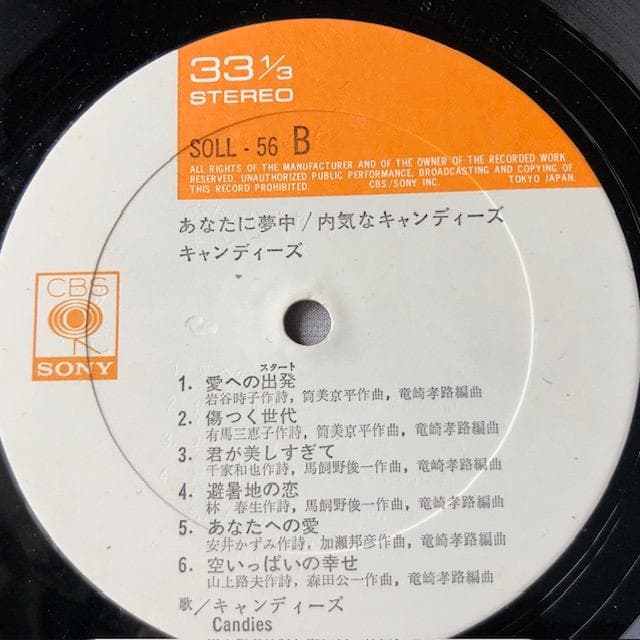 33 1/3
STEREO
SOLL - 56 B
ALL RIGHTS OF THE MANUFACTURER AND OF THE OWNER OF THE RECORDED WORK
RESERVED. UNAUTHORIZED PUBLIC PERFORMANCE, BROADCASTING AND COPYING OF
THIS RECORD PROHIBITED. CBS/SONY INC. TOKYO JAPAN.
あなたに夢中/内気なキャンディーズ
キャンディーズ
CBS
SONY
スタート
1. 愛への出発
岩谷時子作詩, 筒美京平作曲, 竜崎孝路編曲
2. 傷つく世代
有馬三恵子作詩, 筒美京平作曲, 竜崎孝路編曲
3. 君が美しすぎて
千家和也作詩, 馬飼野俊一作曲, 竜崎孝路編曲
4. 避暑地の恋
林 春生作詩, 馬飼野俊一作曲, 竜崎孝路編曲
5. あなたへの愛
安井かずみ作詩, 加瀬邦彦作曲, 竜崎孝路編曲
6. 空いっぱいの幸せ
山上路夫作詩, 森田公一作曲, 竜崎孝路編曲
歌/キャンディーズ
Candies